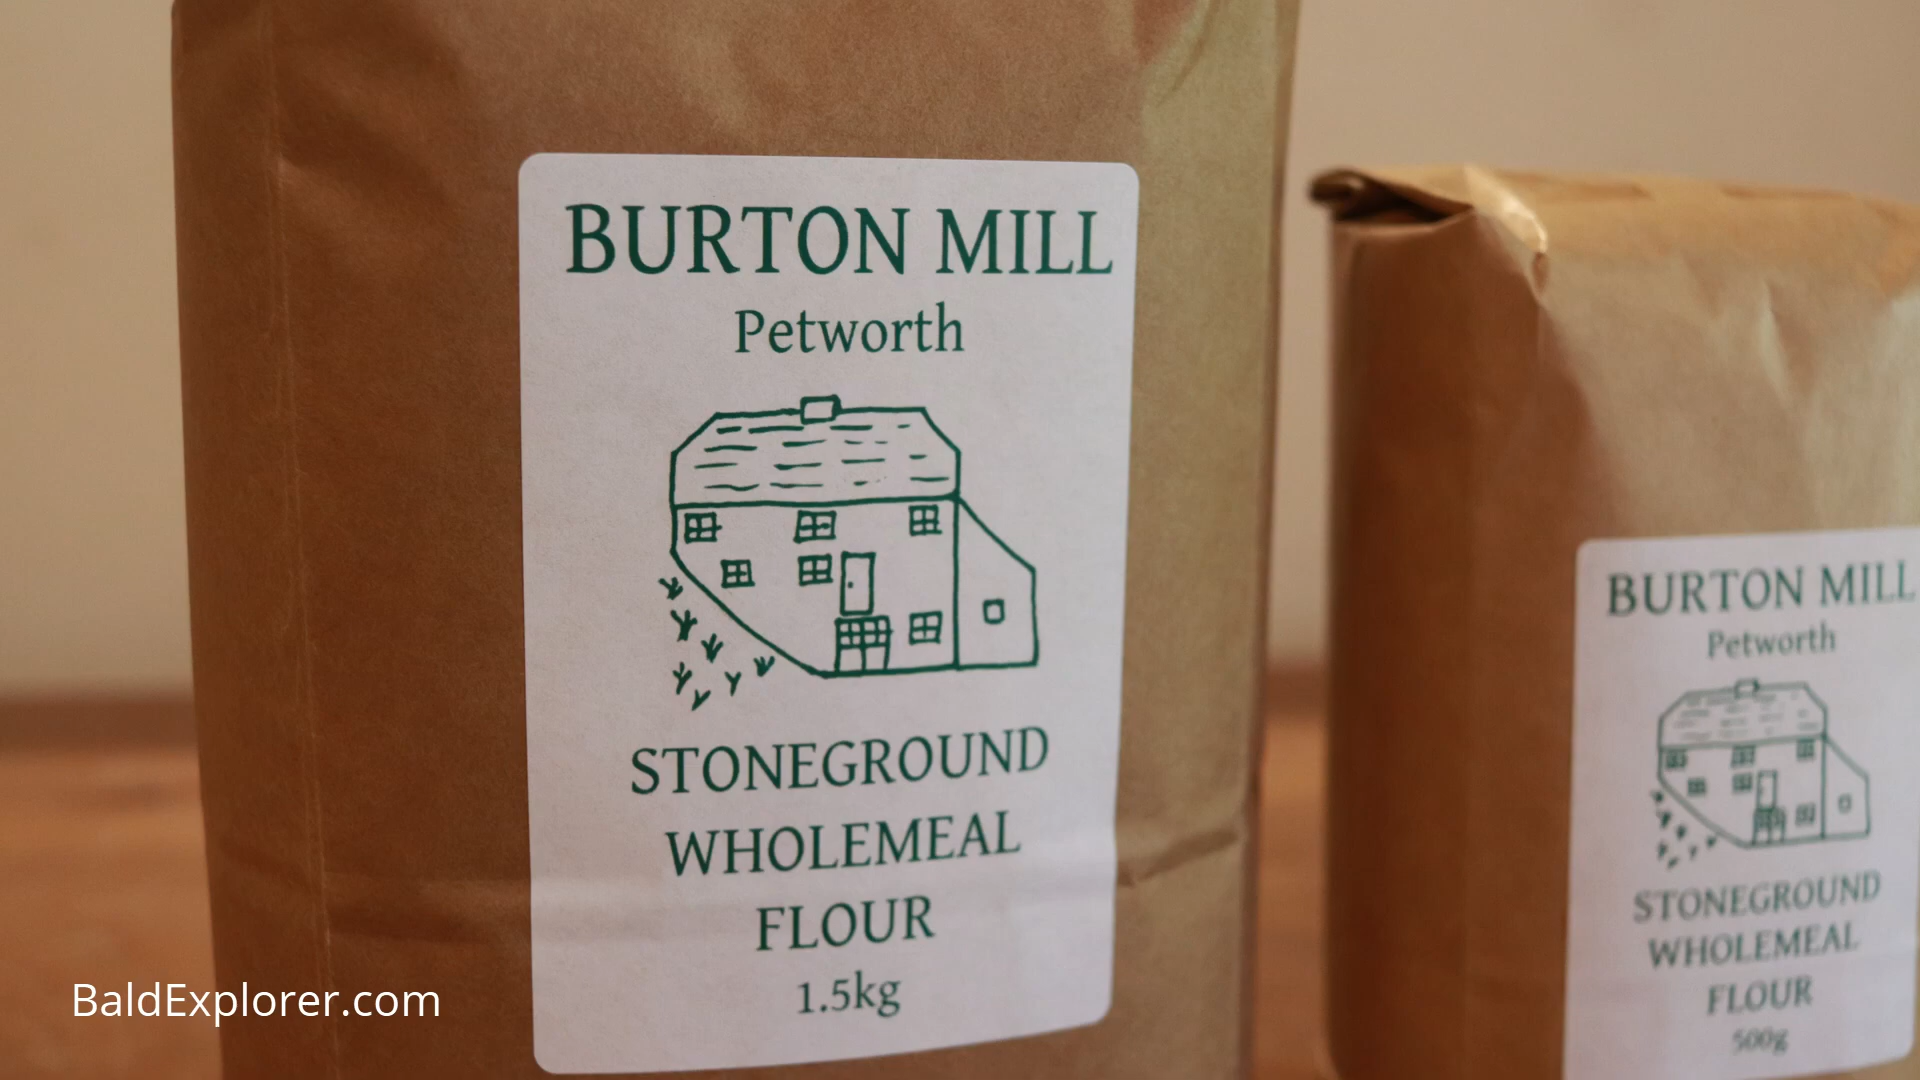 BURTON MILL
Petworth
STONEGROUND
WHOLEMEAL
FLOUR
1.5kg
BURTON MILL
Petworth
STONEGROUND
WHOLEMEAL
FLOUR
500g
BaldExplorer.com